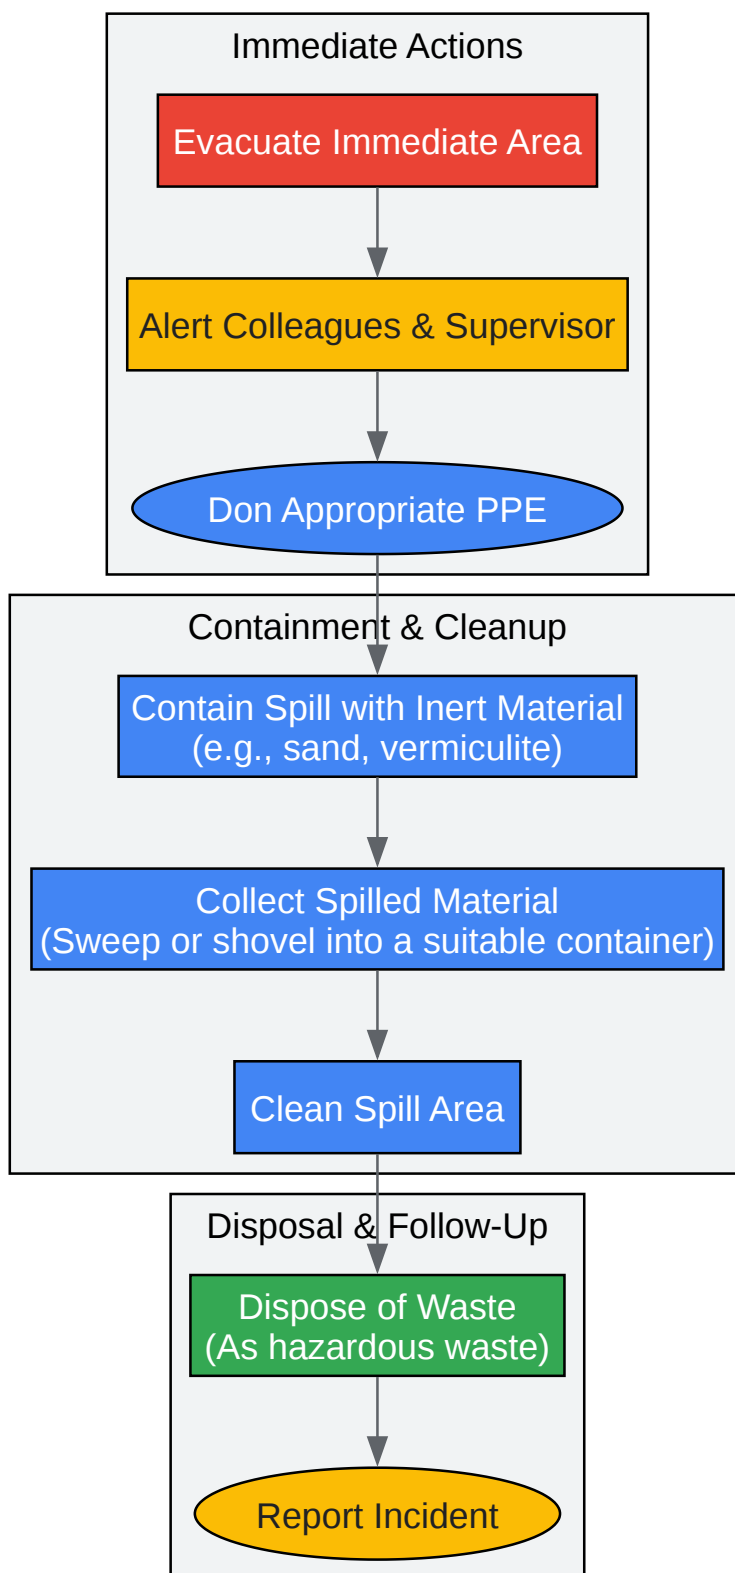 Immediate Actions
Evacuate Immediate Area
Alert Colleagues & Supervisor
Don Appropriate PPE
Containment & Cleanup
Contain Spill with Inert Material
(e.g., sand, vermiculite)
Collect Spilled Material
(Sweep or shovel into a suitable container)
Clean Spill Area
Disposal & Follow-Up
Dispose of Waste
(As hazardous waste)
Report Incident